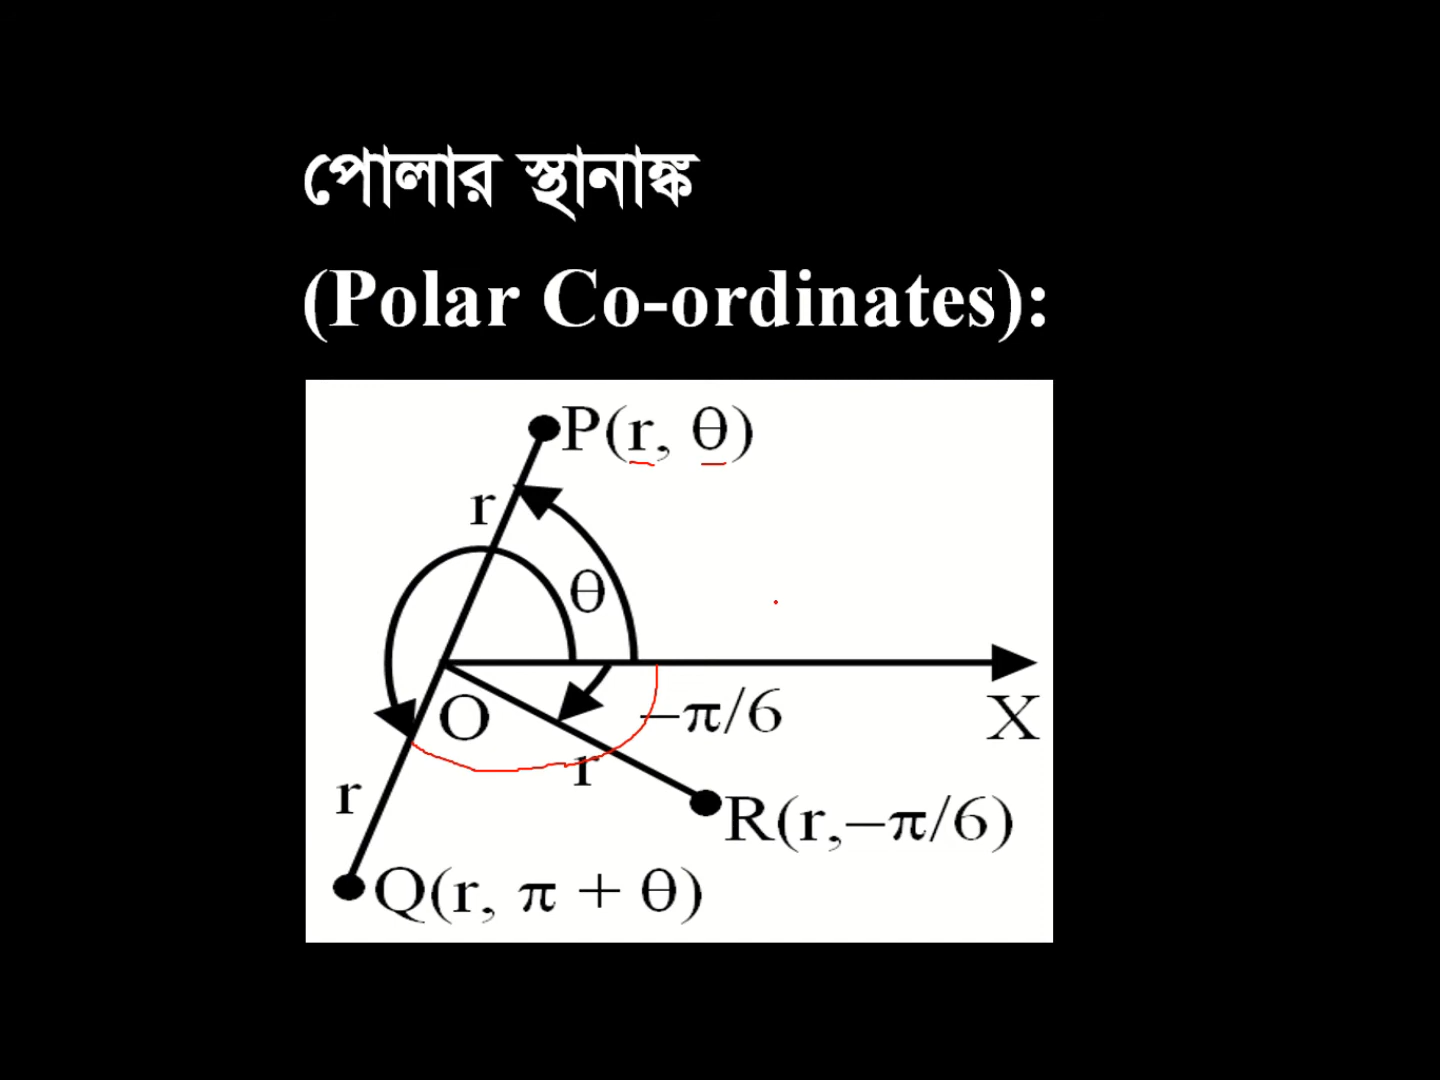 পোলার স্থানাঙ্ক
(Polar Co-ordinates):
P(r, θ)
r
θ
O
−π/6
X
r
r
R(r,−π/6)
Q(r, π + θ)